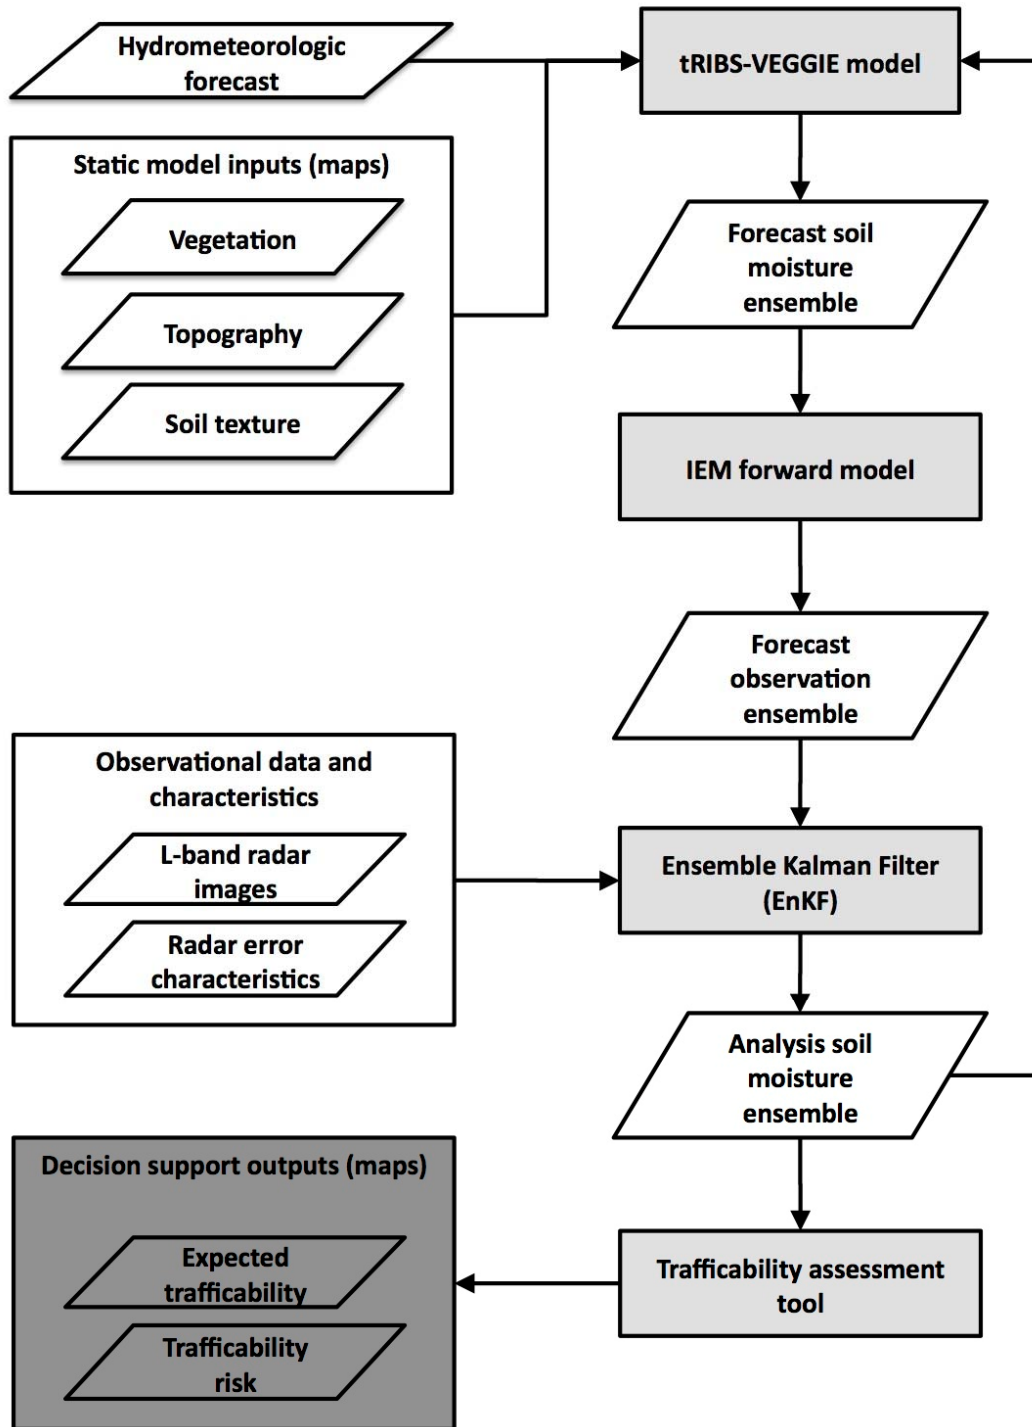 Hydrometeorologic
forecast
tRIBS-VEGGIE model
Static model inputs (maps)
Vegetation
Topography
Soil texture
Forecast soil
moisture
ensemble
IEM forward model
Forecast
observation
ensemble
Observational data and
characteristics
L-band radar
images
Radar error
characteristics
Ensemble Kalman Filter
(EnKF)
Analysis soil
moisture
ensemble
Decision support outputs (maps)
Expected
trafficability
Trafficability
risk
Trafficability assessment
tool